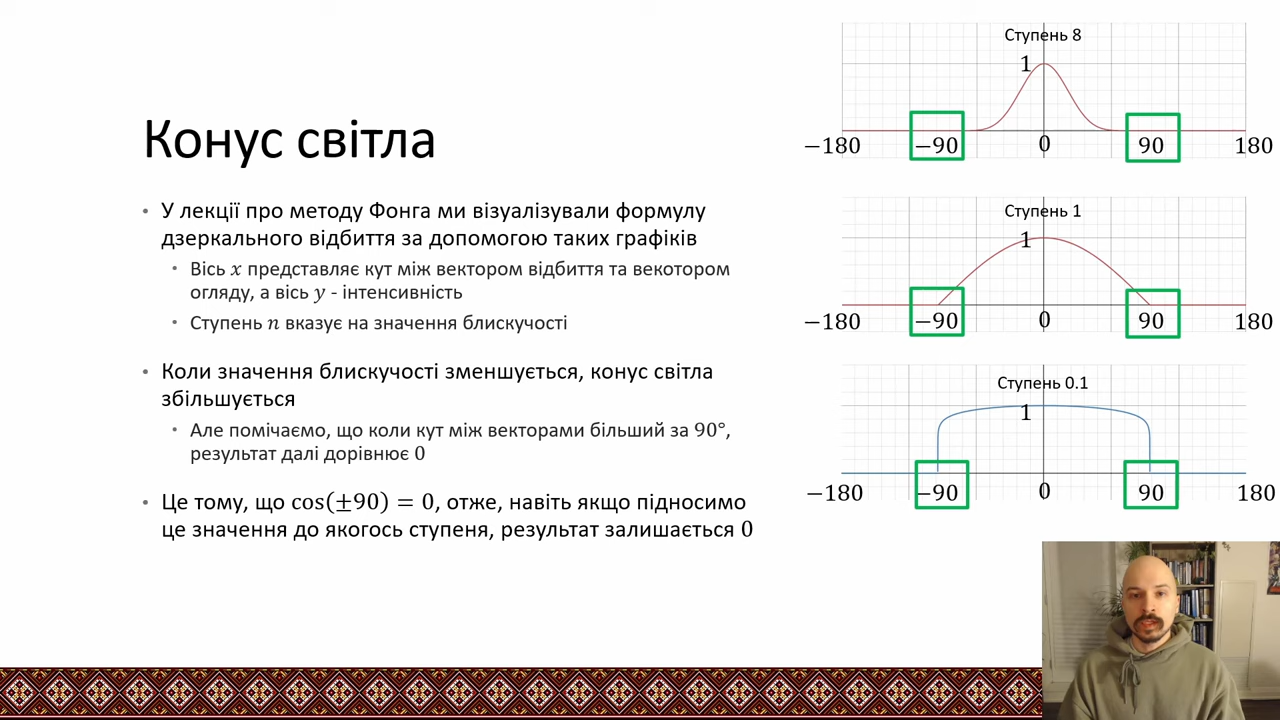 Конус світла
• У лекції про методу Фонга ми візуалізували формулу
дзеркального відбиття за допомогою таких графіків
• Вісь x представляє кут між вектором відбиття та векотором
огляду, а вісь y - інтенсивність
• Ступень n вказує на значення блискучості
• Коли значення блискучості зменшується, конус світла
збільшується
• Але помічаємо, що коли кут між векторами більший за 90°,
результат далі дорівнює 0
• Це тому, що cos(±90) = 0, отже, навіть якщо підносимо
це значення до якогось ступеня, результат залишається 0
Ступень 8
1
−180 −90 0 90 180
Ступень 1
1
−180 −90 0 90 180
Ступень 0.1
1
−180 −90 0 90 180